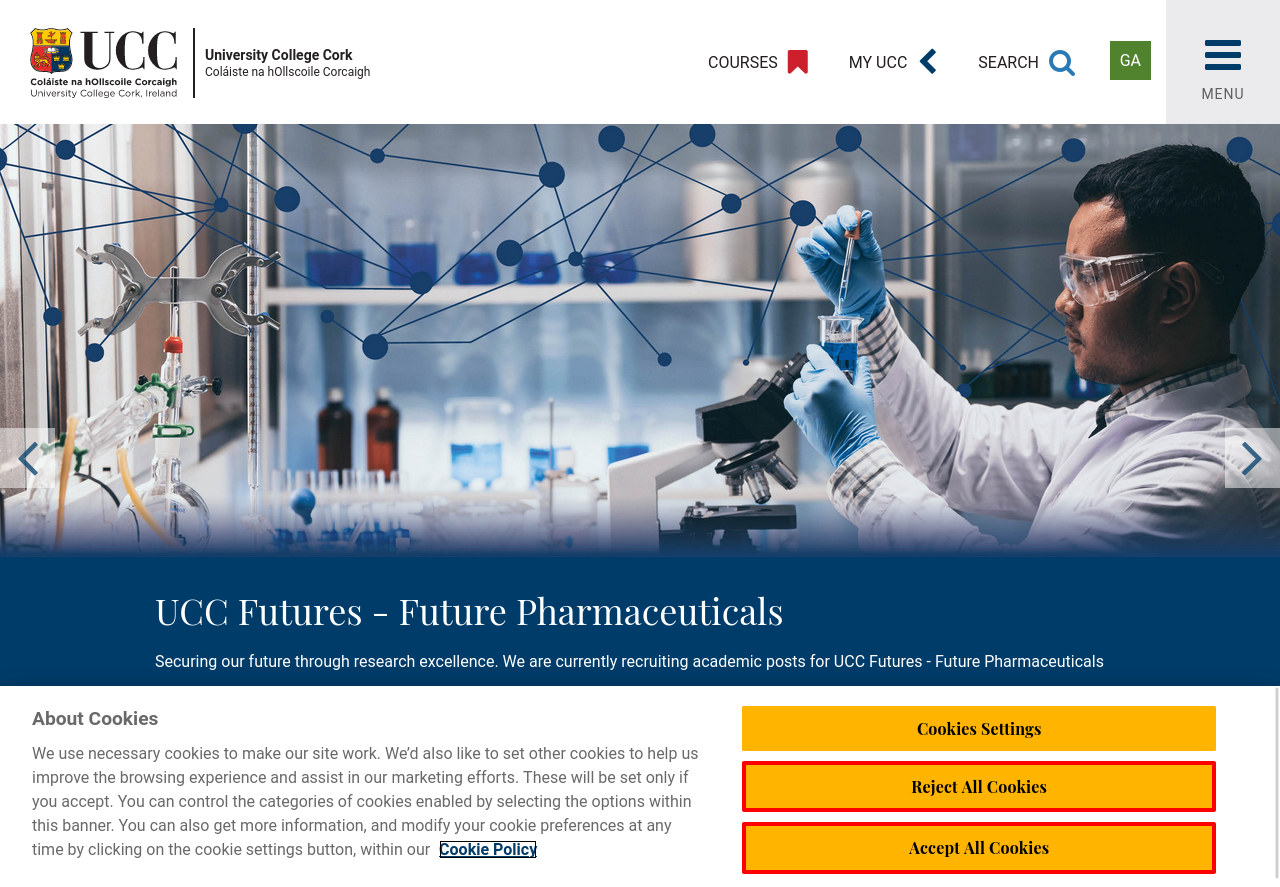 UCC
Coláiste na hOllscoile Corcaigh
University College Cork, Ireland
University College Cork
Coláiste na hOllscoile Corcaigh
COURSES
MY UCC
SEARCH
GA
MENU
UCC Futures - Future Pharmaceuticals
Securing our future through research excellence. We are currently recruiting academic posts for UCC Futures - Future Pharmaceuticals
About Cookies
We use necessary cookies to make our site work. We’d also like to set other cookies to help us
improve the browsing experience and assist in our marketing efforts. These will be set only if
you accept. You can control the categories of cookies enabled by selecting the options within
this banner. You can also get more information, and modify your cookie preferences at any
time by clicking on the cookie settings button, within our Cookie Policy
Cookies Settings
Reject All Cookies
Accept All Cookies